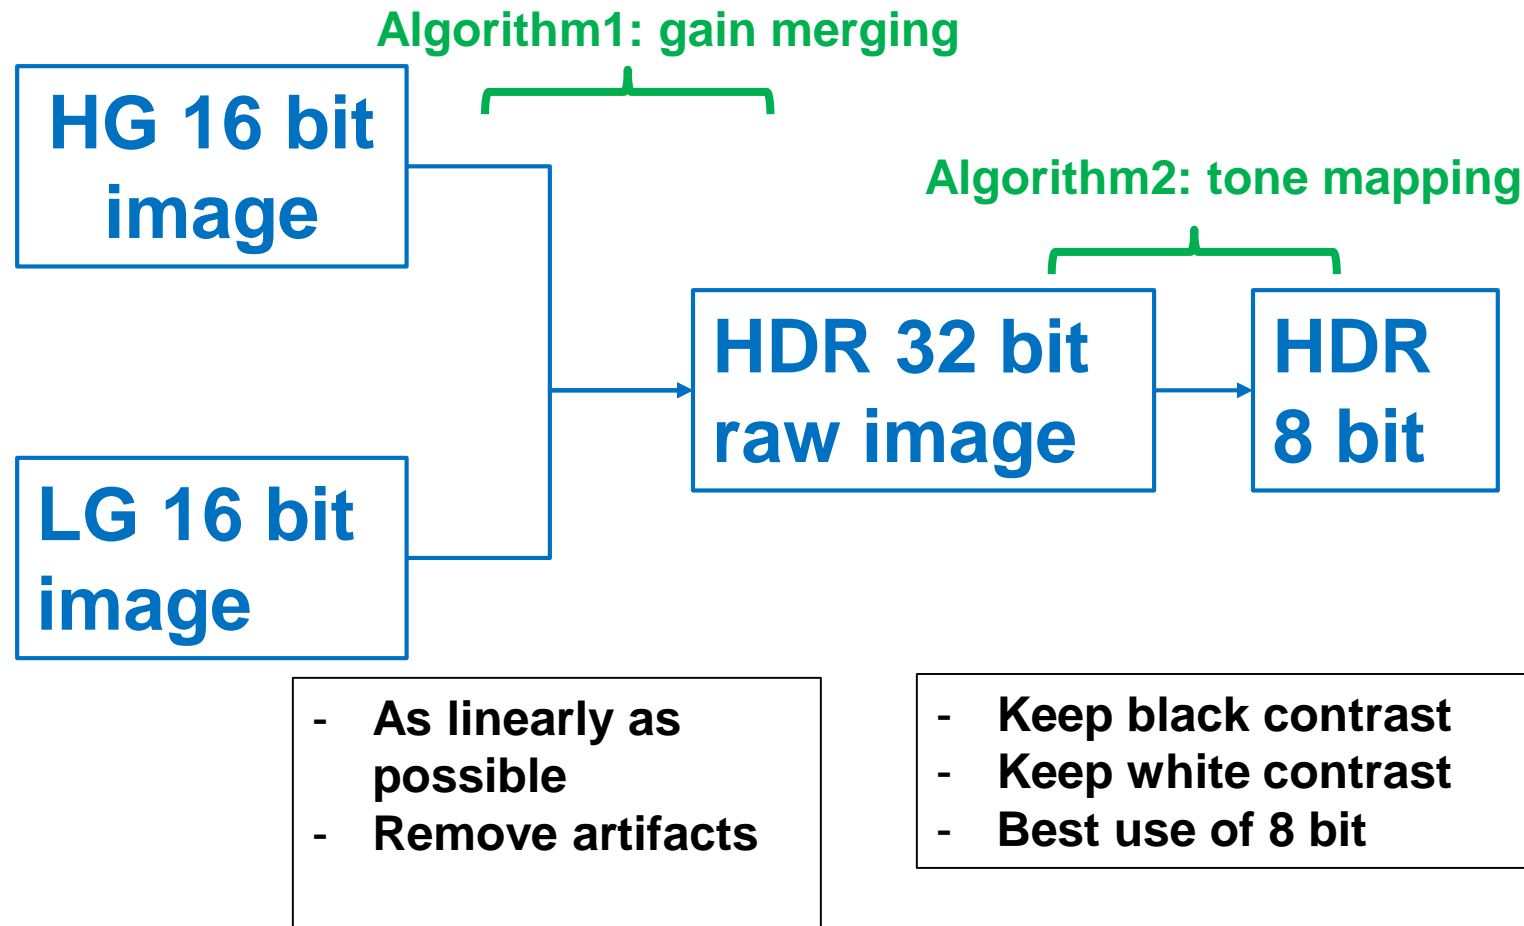 Algorithm1: gain merging
HG 16 bit
image
Algorithm2: tone mapping
HDR 32 bit
raw image
HDR
8 bit
LG 16 bit
image
- As linearly as
possible
- Remove artifacts
- Keep black contrast
- Keep white contrast
- Best use of 8 bit